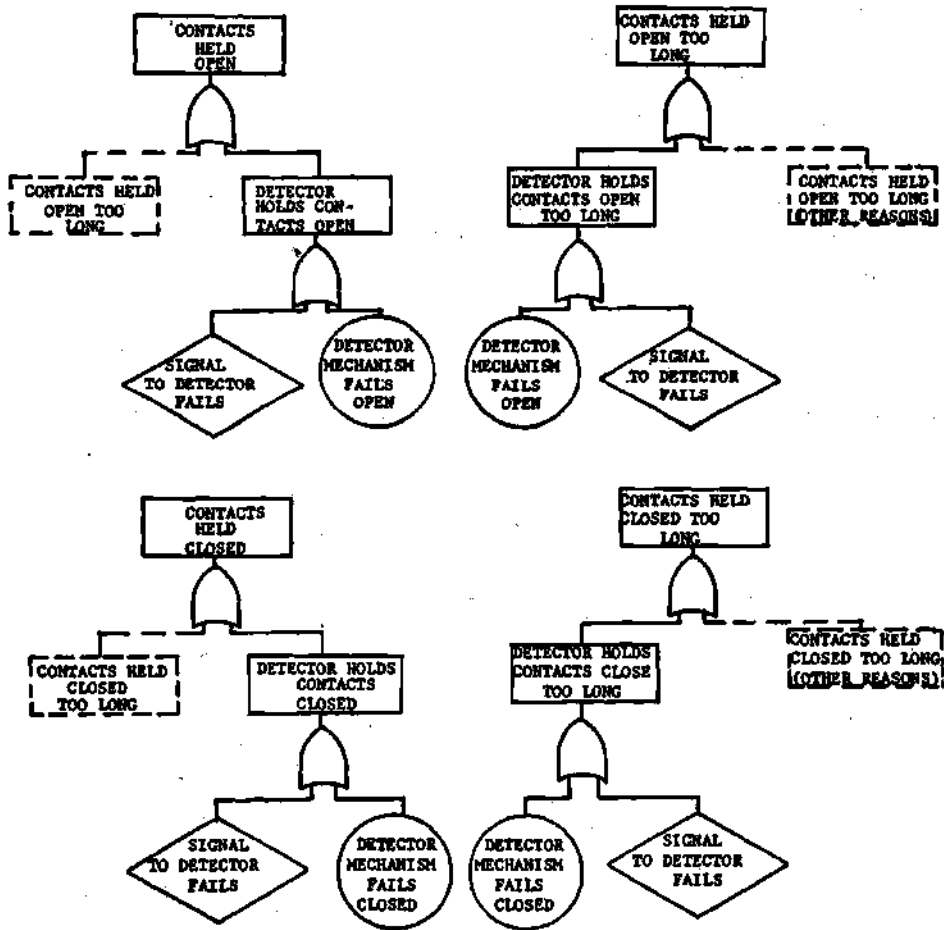 CONTACTS
HELD
OPEN
CONTACTS HELD
OPEN TOO
LONG
CONTACTS HELD
OPEN TOO
LONG
DETECTOR
HOLDS CON-
TACTS OPEN
DETECTOR HOLDS
CONTACTS OPEN
TOO LONG
CONTACTS HELD
OPEN TOO LONG
(OTHER REASONS)
SIGNAL
TO DETECTOR
FAILS
DETECTOR
MECHANISM
FAILS
OPEN
DETECTOR
MECHANISM
FAILS
OPEN
SIGNAL
TO DETECTOR
FAILS
CONTACTS
HELD
CLOSED
CONTACTS HELD
CLOSED TOO
LONG
CONTACTS HELD
CLOSED
TOO LONG
DETECTOR HOLDS
CONTACTS
CLOSED
DETECTOR HOLDS
CONTACTS CLOSE
TOO LONG
CONTACTS HELD
CLOSED TOO LONG
(OTHER REASONS)
SIGNAL
TO DETECTOR
FAILS
DETECTOR
MECHANISM
FAILS
CLOSED
DETECTOR
MECHANISM
FAILS
CLOSED
SIGNAL
TO DETECTOR
FAILS